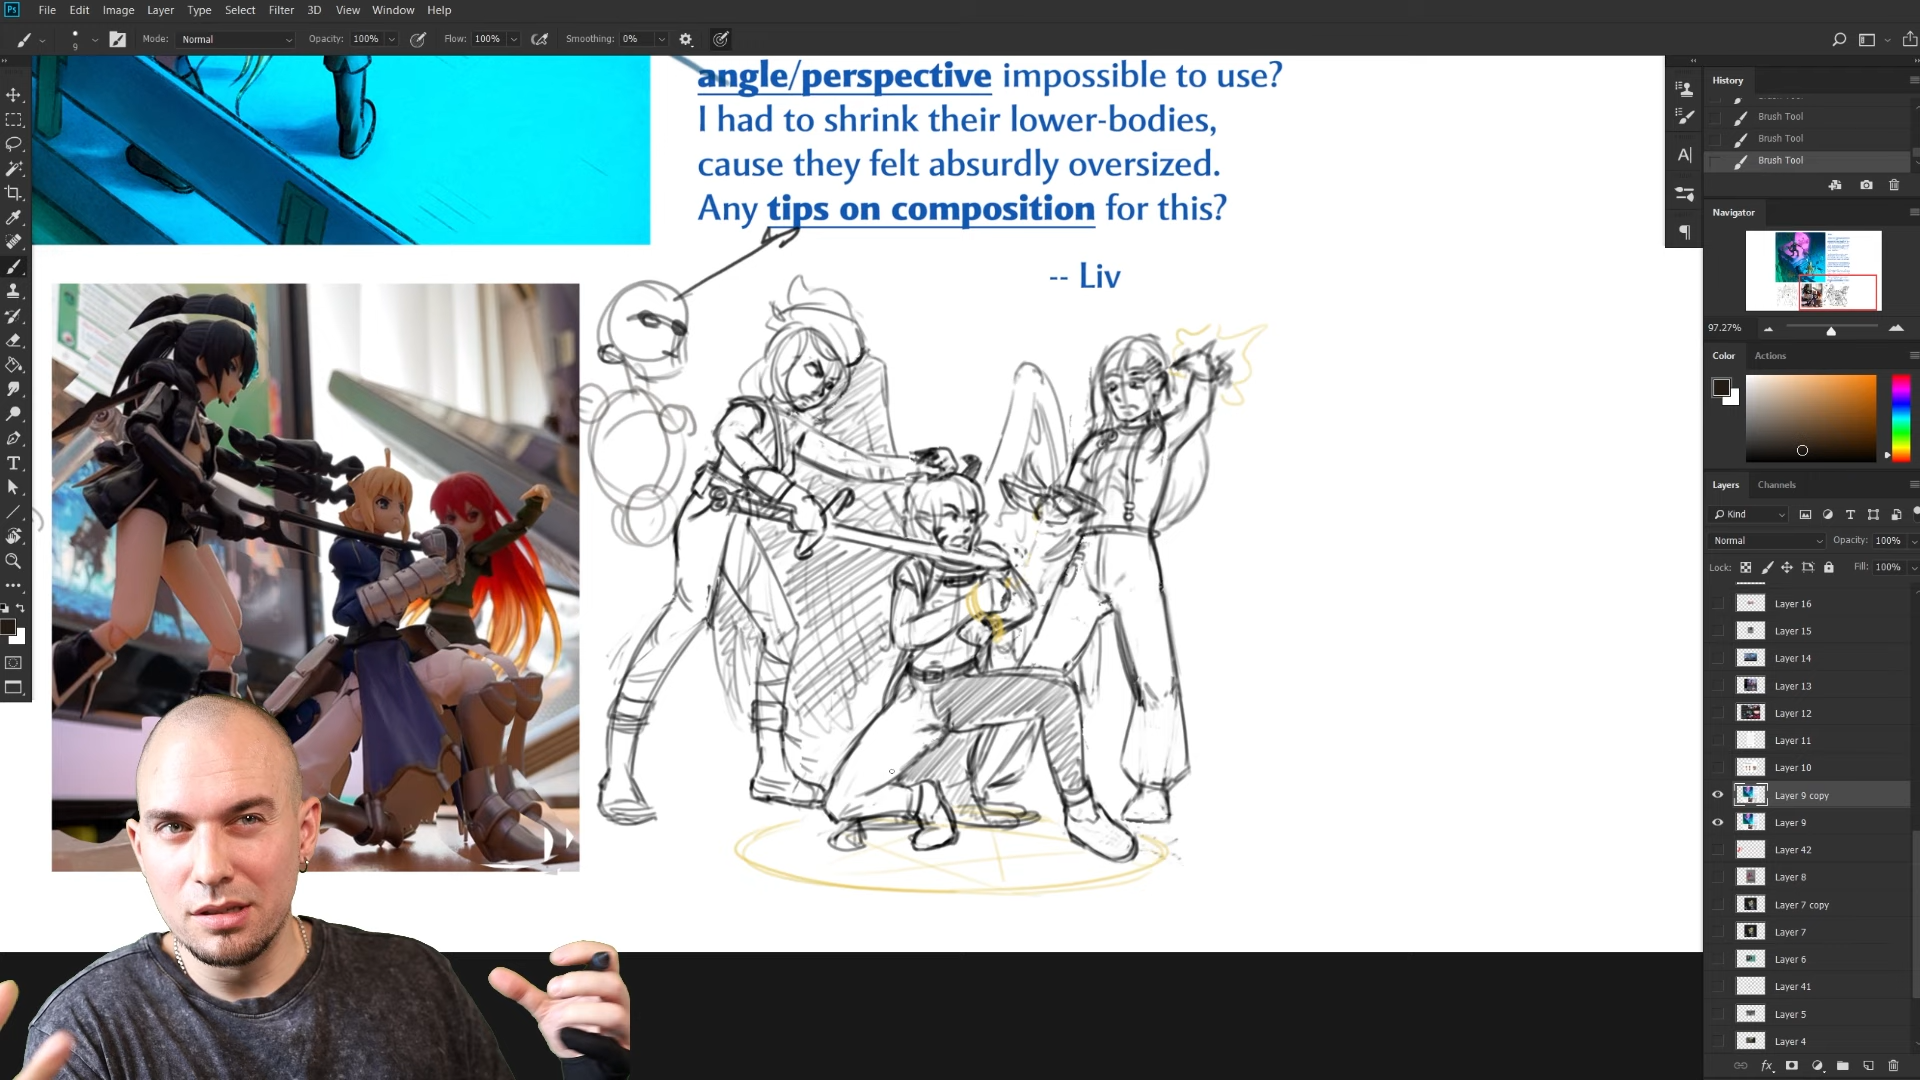 Ps File Edit Image Layer Type Select Filter 3D View Window Help
9 Mode: Normal Opacity: 100% Flow: 100% Smoothing: 0%
angle/perspective impossible to use?
I had to shrink their lower-bodies,
cause they felt absurdly oversized.
Any tips on composition for this?
-- Liv
History
Brush Tool
Brush Tool
Brush Tool
Navigator
97.27%
Color Actions
Layers Channels
Kind
Normal Opacity: 100%
Lock: Fill: 100%
Layer 16
Layer 15
Layer 14
Layer 13
Layer 12
Layer 11
Layer 10
Layer 9 copy
Layer 9
Layer 42
Layer 8
Layer 7 copy
Layer 7
Layer 6
Layer 41
Layer 5
Layer 4